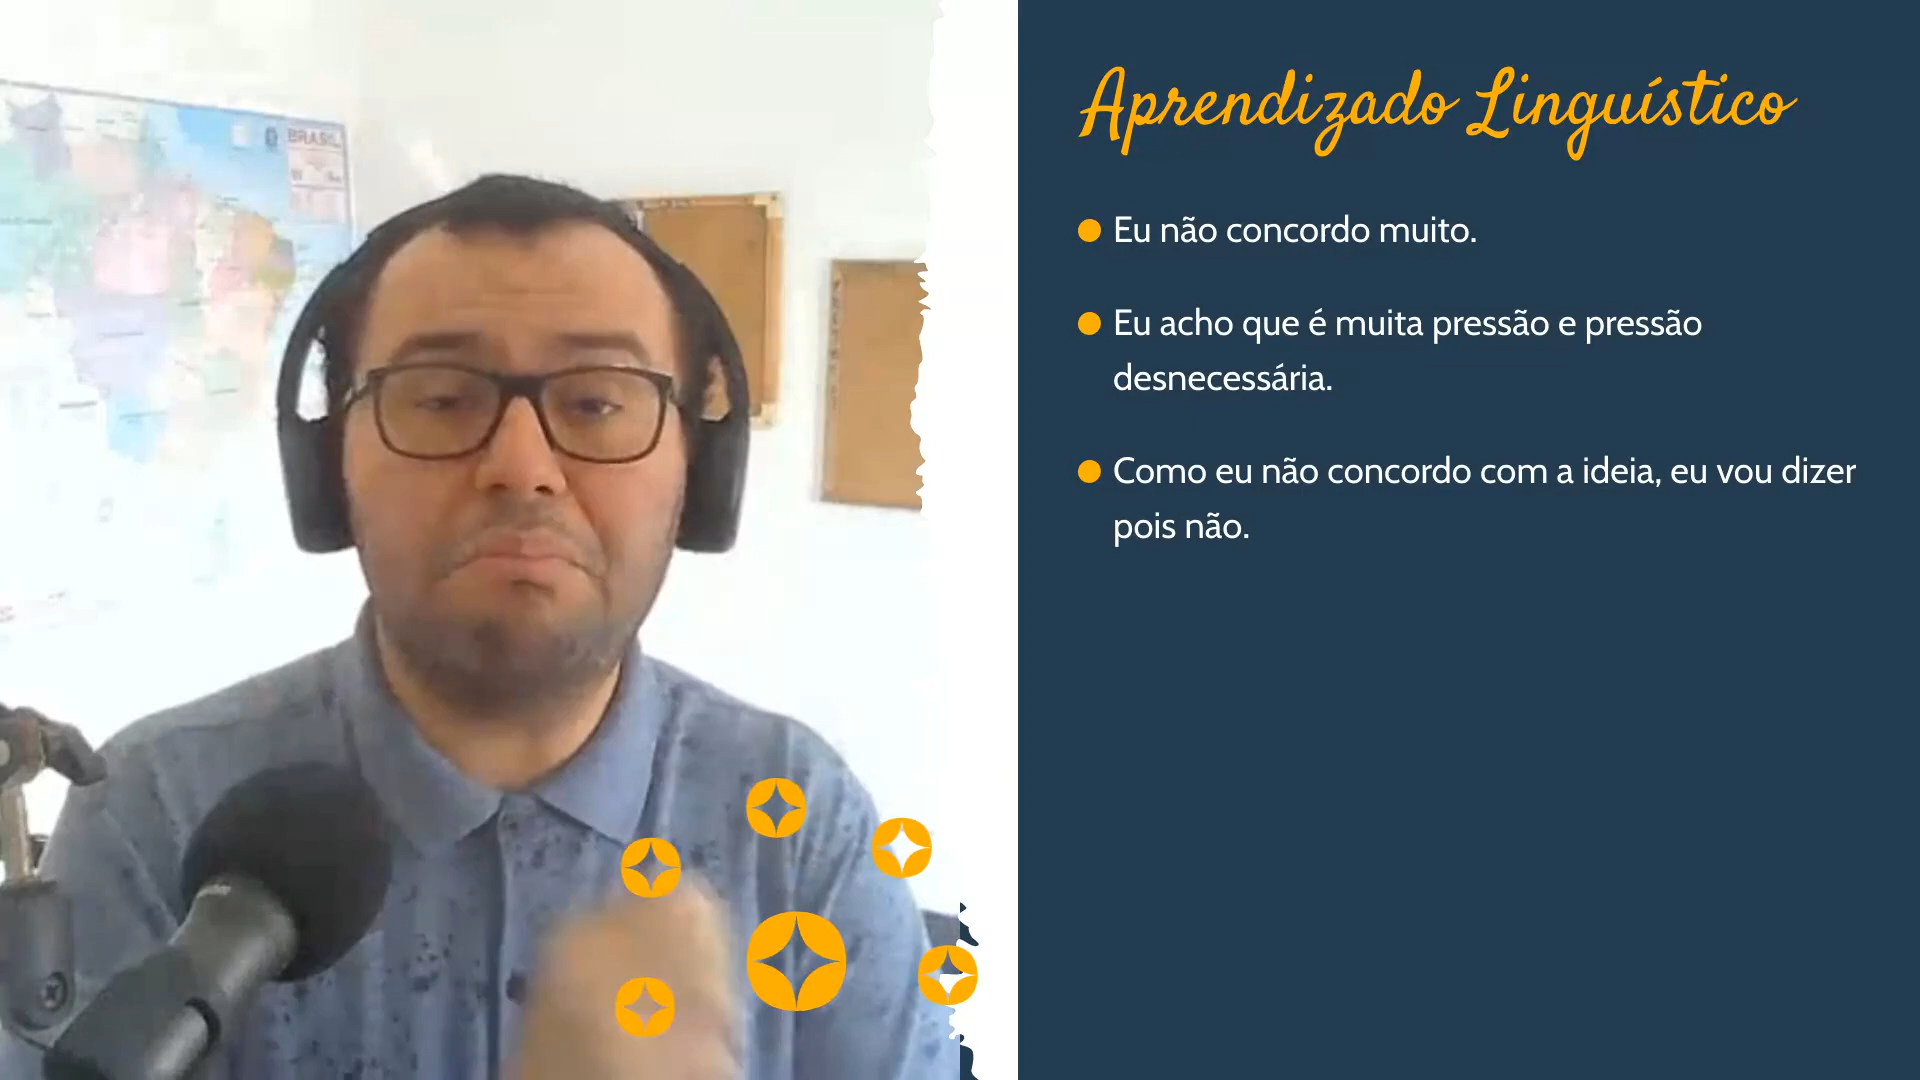 BRASIL
Aprendizado Linguístico
Eu não concordo muito.
Eu acho que é muita pressão e pressão
desnecessária.
Como eu não concordo com a ideia, eu vou dizer
pois não.